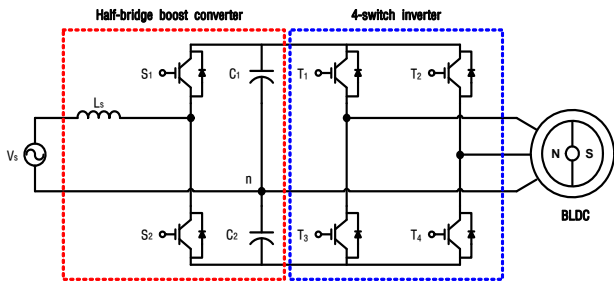 Half-bridge boost converter
4-switch inverter
S1
C1
T1
T2
Ls
Vs
n
N
S
BLDC
S2
C2
T3
T4